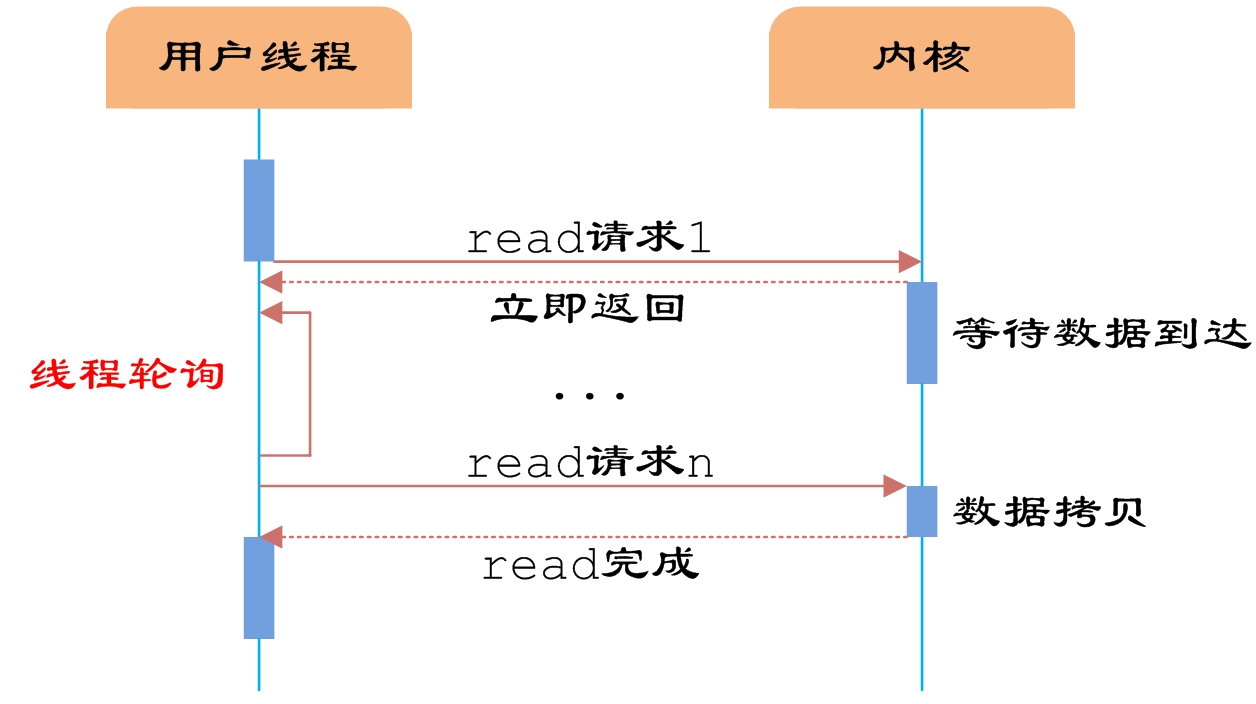 用户线程
内核
read请求1
立即返回
等待数据到达
线程轮询
...
read请求n
数据拷贝
read完成